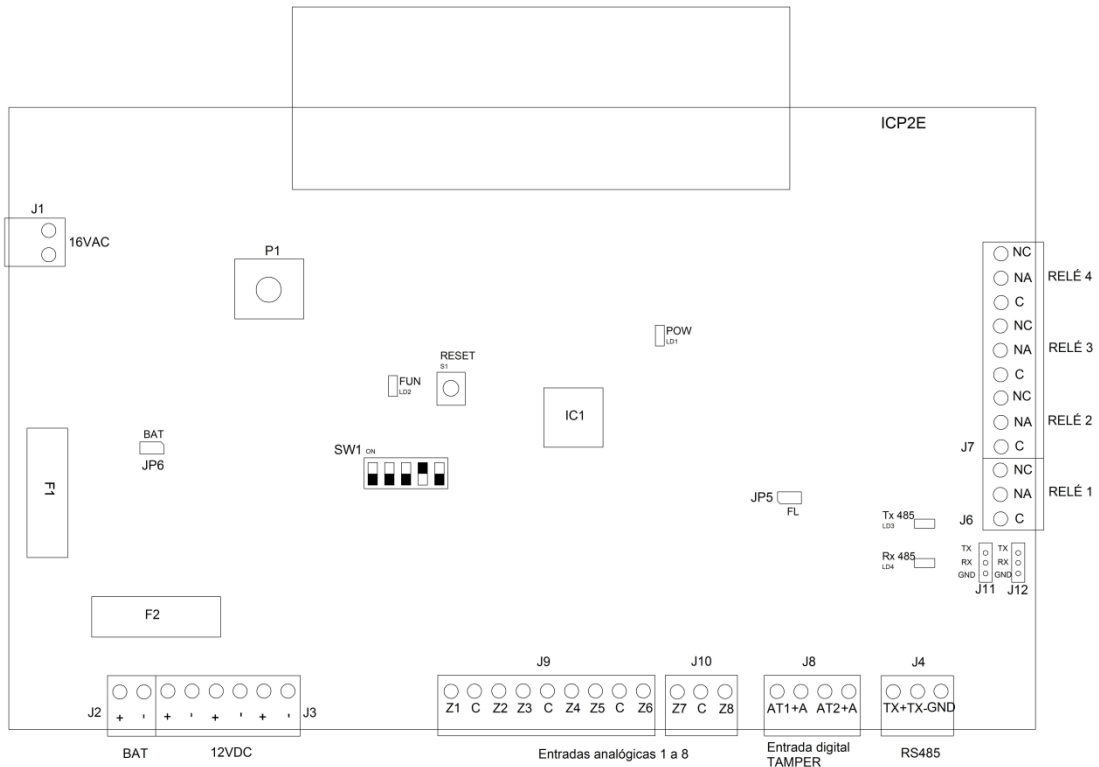 ICP2E
J1
16VAC
P1
NC
NA
C
RELÉ 4
NC
NA
C
RELÉ 3
NC
NA
C
RELÉ 2
J7
NC
NA
C
RELÉ 1
J6
POW
LD1
RESET
S1
FUN
LD2
IC1
BAT
JP6
SW1 ON
F1
JP5
FL
Tx 485
LD3
Rx 485
LD4
TX
RX
GND
J11
TX
RX
GND
J12
F2
J9
J10
J8
J4
J2
+ - + - + - + -
J3
Z1 C Z2 Z3 C Z4 Z5 C Z6
Z7 C Z8
AT1+A AT2+A
TX+TX-GND
BAT
12VDC
Entradas analógicas 1 a 8
Entrada digital
TAMPER
RS485